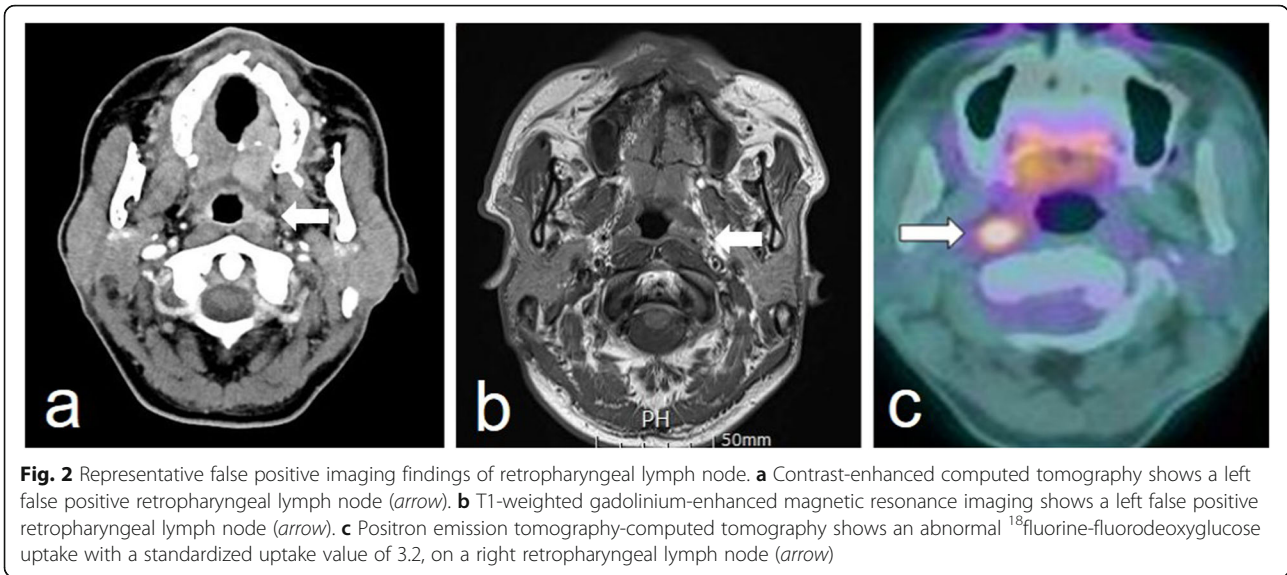 a
b
PH
50mm
c
Fig. 2 Representative false positive imaging findings of retropharyngeal lymph node. a Contrast-enhanced computed tomography shows a left
false positive retropharyngeal lymph node (arrow). b T1-weighted gadolinium-enhanced magnetic resonance imaging shows a left false positive
retropharyngeal lymph node (arrow). c Positron emission tomography-computed tomography shows an abnormal ¹⁸fluorine-fluorodeoxyglucose
uptake with a standardized uptake value of 3.2, on a right retropharyngeal lymph node (arrow)